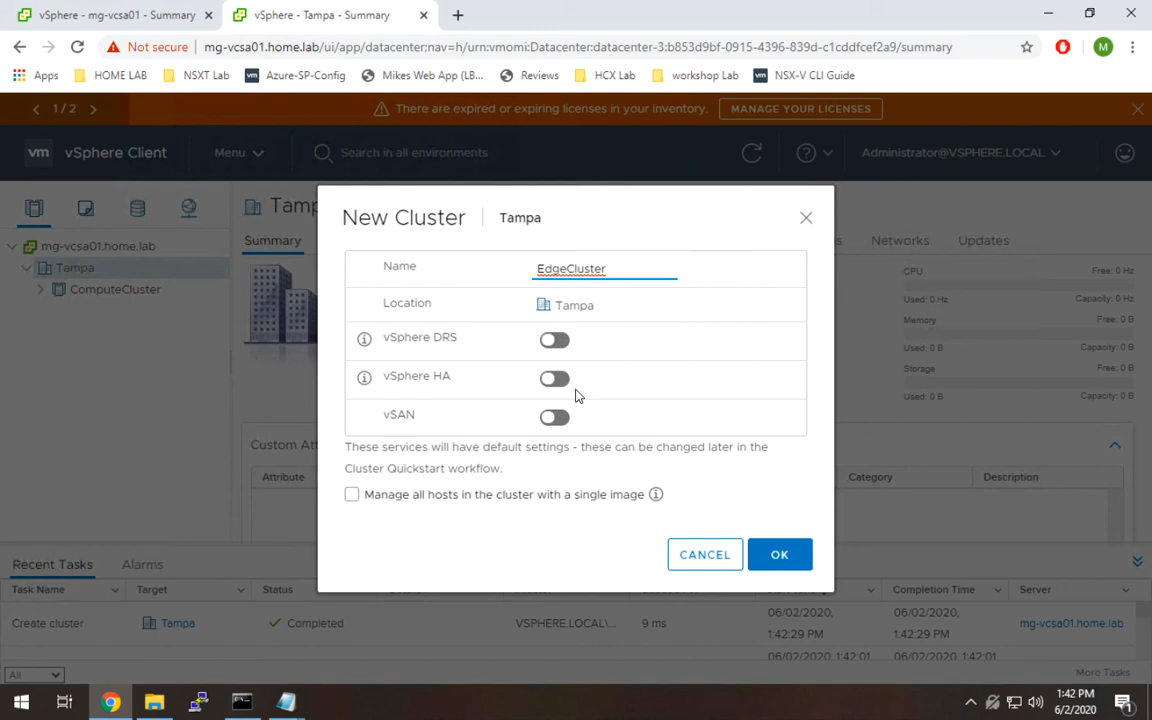 vSphere - mg-vcsa01 - Summary
vSphere - Tampa - Summary
Not secure
mg-vcsa01.home.lab/ui/app/datacenter;nav=h/urn:vmomi:Datacenter:datacenter-3:b853d9bf-0915-4396-839d-c1cddfcef2a9/summary
M
Apps
HOME LAB
NSXT Lab
vm
Azure-SP-Config
Mikes Web App (LB...
Reviews
HCX Lab
workshop Lab
vm
NSX-V CLI Guide
1 / 2
There are expired or expiring licenses in your inventory.
MANAGE YOUR LICENSES
vm
vSphere Client
Menu
Search in all environments
Administrator@VSPHERE.LOCAL
mg-vcsa01.home.lab
Tampa
ComputeCluster
Summary
Networks
Updates
New Cluster
Tampa
Name
EdgeCluster
Location
Tampa
vSphere DRS
vSphere HA
vSAN
These services will have default settings - these can be changed later in the
Cluster Quickstart workflow.
Manage all hosts in the cluster with a single image
CANCEL
OK
CPU
Free: 0 Hz
Used: 0 Hz
Capacity: 0 Hz
Memory
Free: 0 B
Used: 0 B
Capacity: 0 B
Storage
Free: 0 B
Used: 0 B
Capacity: 0 B
Attribute
Category
Description
Recent Tasks
Alarms
Task Name
Target
Status
Completion Time
Server
Create cluster
Tampa
Completed
VSPHERE.LOCAL\...
9 ms
06/02/2020,
1:42:29 PM
06/02/2020,
1:42:29 PM
mg-vcsa01.home.lab
All
More Tasks
1:42 PM
6/2/2020
1